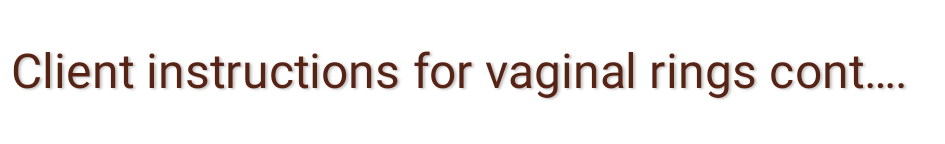 Client instructions for vaginal rings cont….